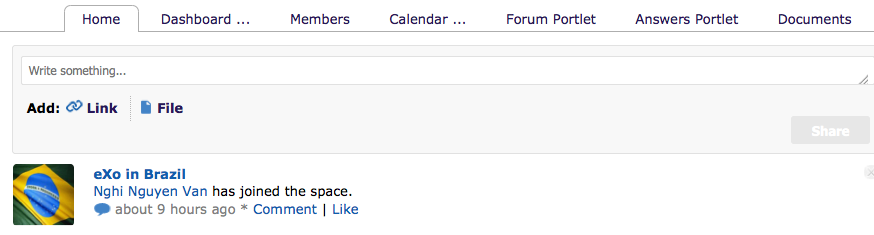 Home Dashboard ... Members Calendar ... Forum Portlet Answers Portlet Documents
Write something...
Add: Link File
Share
eXo in Brazil
Nghi Nguyen Van has joined the space.
about 9 hours ago * Comment | Like